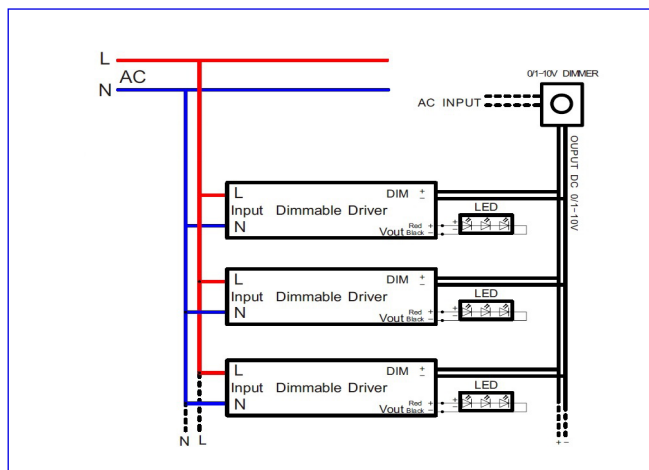 L
AC
N
0/1-10V DIMMER
AC INPUT
OUPUT DC 0/1-10V
L
DIM + −
Input Dimmable Driver
N
Vout
Red +
Black −
LED
+
−
L
DIM + −
Input Dimmable Driver
N
Vout
Red +
Black −
LED
+
−
L
DIM + −
Input Dimmable Driver
N
Vout
Red +
Black −
LED
+
−
N L
+ −